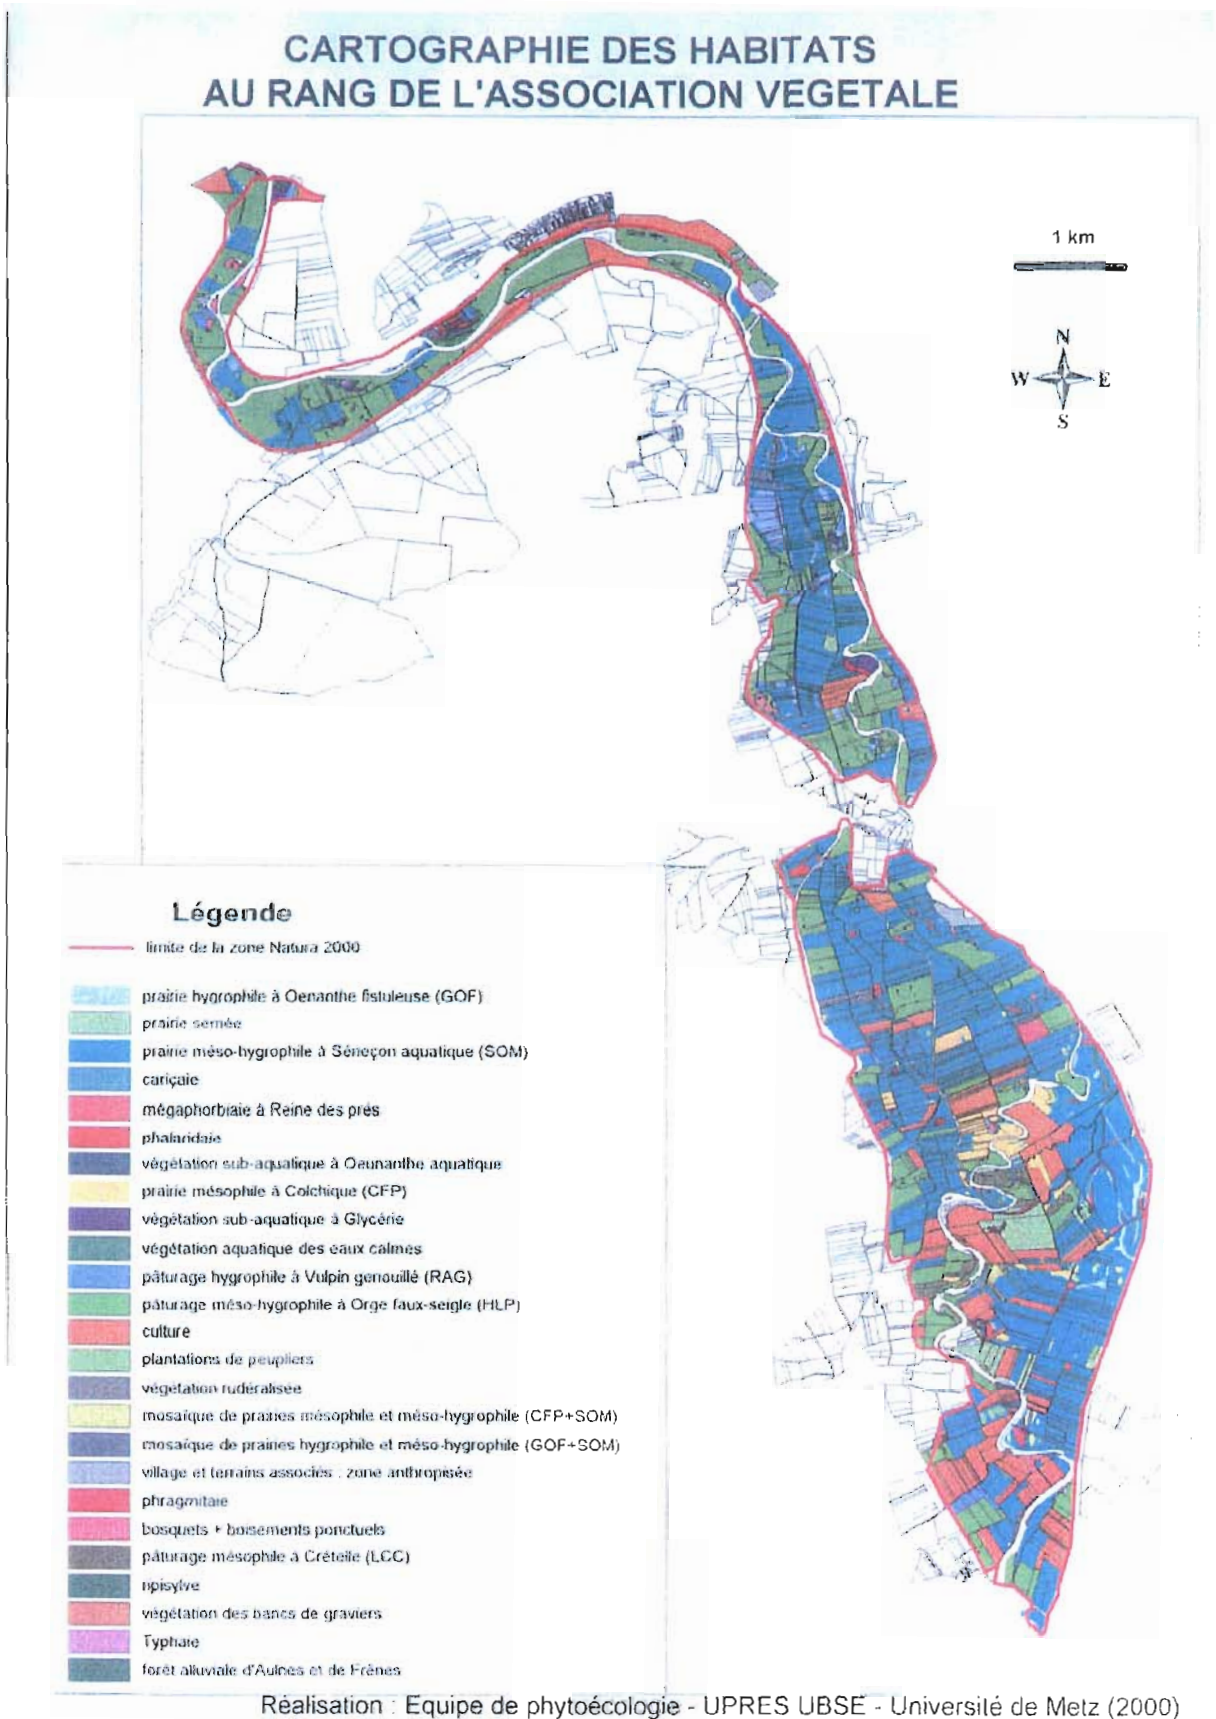 CARTOGRAPHIE DES HABITATS
AU RANG DE L'ASSOCIATION VEGETALE
1 km
N
W E
S
Légende
limite de la zone Natura 2000
prairie hygrophile à Oenanthe fistuleuse (GOF)
prairie semée
prairie méso-hygrophile à Séneçon aquatique (SOM)
cariçaie
mégaphorbiaie à Reine des prés
phalaridaie
végétation sub-aquatique à Oeunanthe aquatique
prairie mésophile à Colchique (CFP)
végétation sub-aquatique à Glycérie
végétation aquatique des eaux calmes
pâturage hygrophile à Vulpin genouillé (RAG)
pâturage méso-hygrophile à Orge faux-seigle (HLP)
culture
plantations de peupliers
végétation rudéralisée
mosaïque de prairies mésophile et méso-hygrophile (CFP+SOM)
mosaïque de prairies hygrophile et méso-hygrophile (GOF+SOM)
village et terrains associés : zone anthropisée
phragmitaie
bosquets + boisements ponctuels
pâturage mésophile à Crételle (LCC)
ripisylve
végétation des bancs de graviers
Typhaie
forêt alluviale d'Aulnes et de Frênes
Réalisation : Equipe de phytoécologie - UPRES UBSE - Université de Metz (2000)